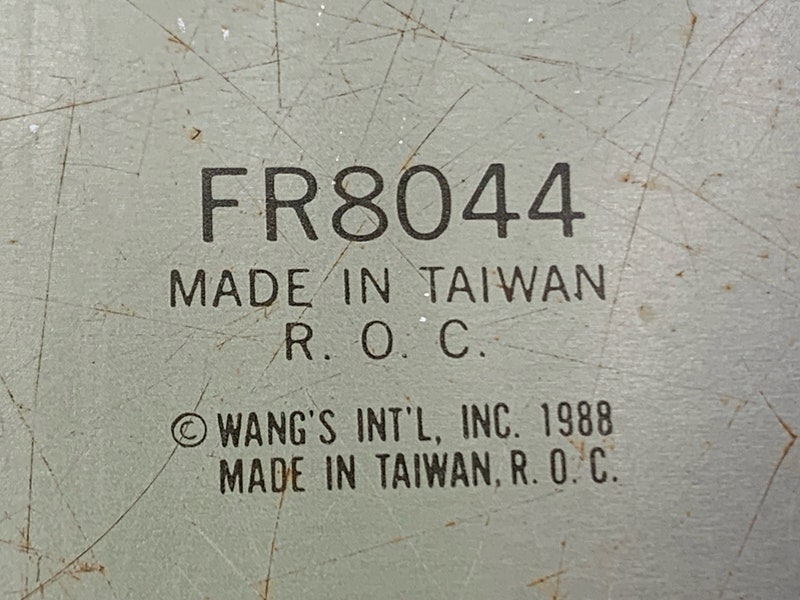 FR8044
MADE IN TAIWAN
R. O. C.
© WANG'S INT'L, INC. 1988
MADE IN TAIWAN, R. O. C.